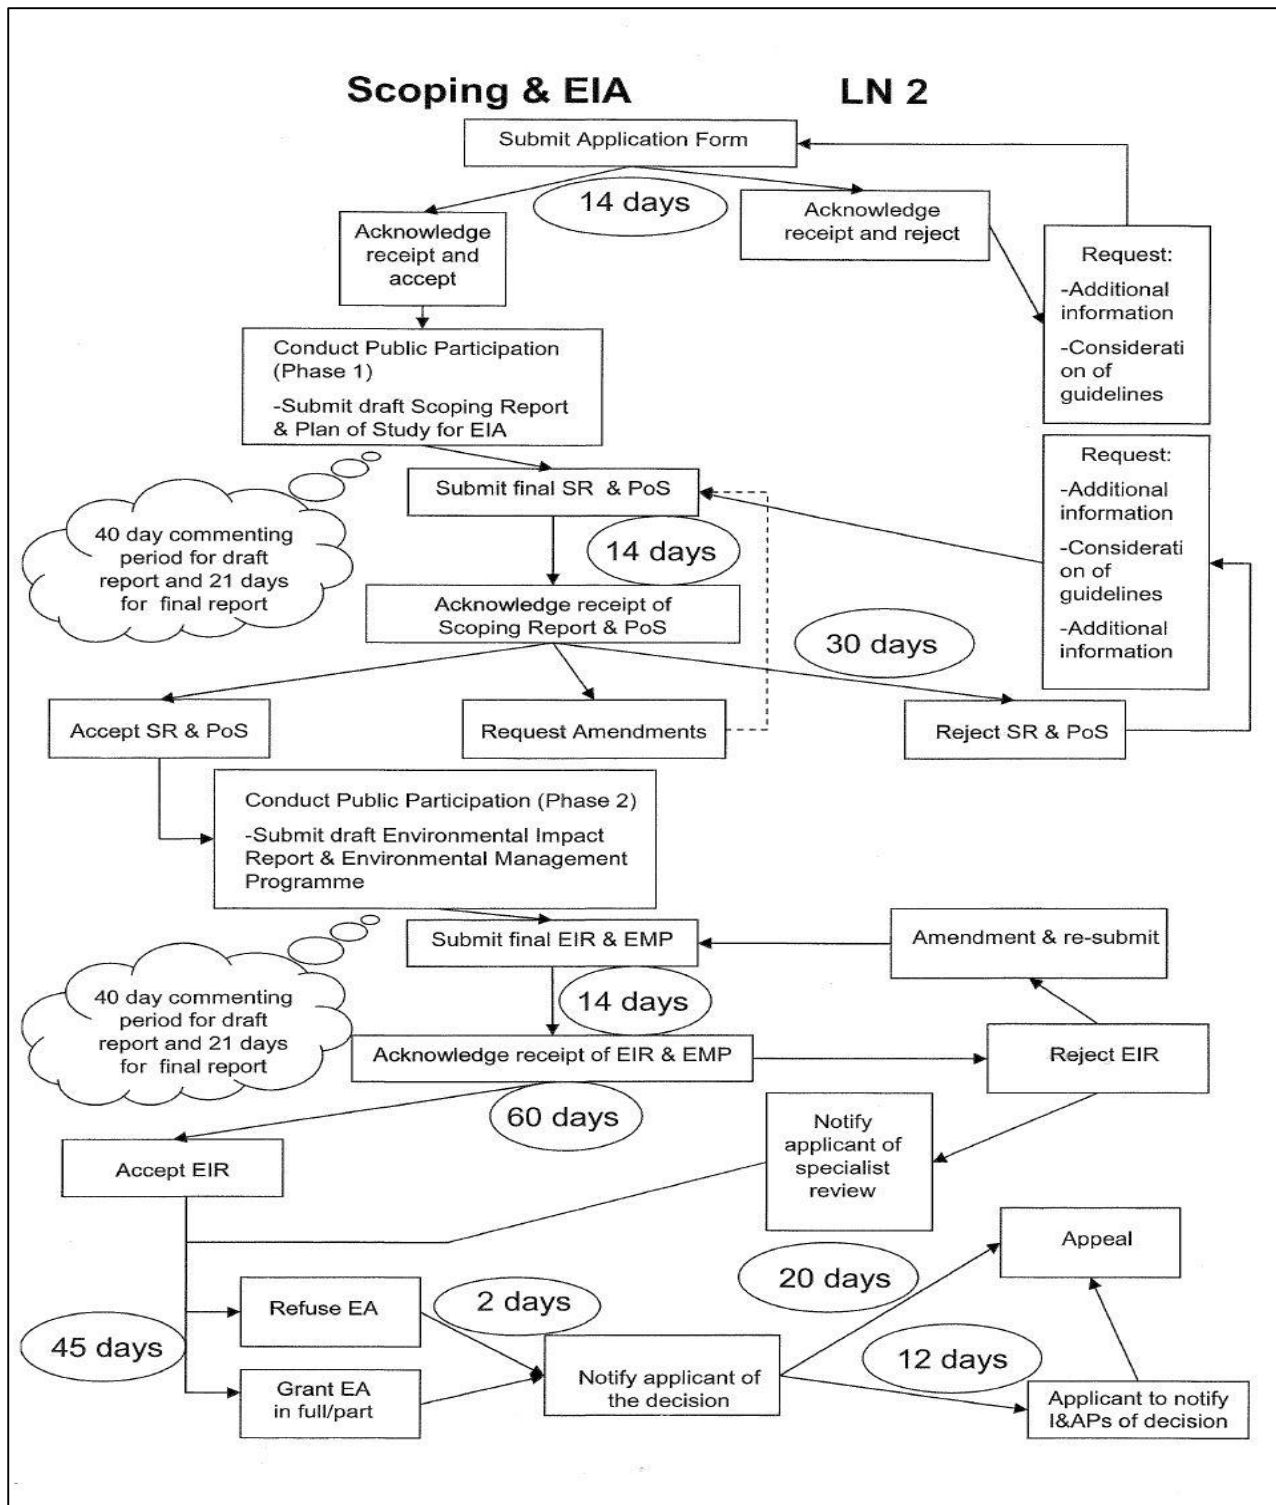 Scoping & EIA
LN 2
Submit Application Form
14 days
Acknowledge
receipt and reject
Acknowledge
receipt and
accept
Request:
-Additional
information
-Considerati
on of
guidelines
Conduct Public Participation
(Phase 1)
-Submit draft Scoping Report
& Plan of Study for EIA
Request:
-Additional
information
-Considerati
on of
guidelines
-Additional
information
Submit final SR & PoS
40 day commenting
period for draft
report and 21 days
for final report
14 days
Acknowledge receipt of
Scoping Report & PoS
30 days
Accept SR & PoS
Request Amendments
Reject SR & PoS
Conduct Public Participation (Phase 2)
-Submit draft Environmental Impact
Report & Environmental Management
Programme
Submit final EIR & EMP
Amendment & re-submit
40 day commenting
period for draft
report and 21 days
for final report
14 days
Acknowledge receipt of EIR & EMP
Reject EIR
60 days
Notify
applicant of
specialist
review
Accept EIR
Appeal
20 days
Refuse EA
2 days
45 days
12 days
Grant EA
in full/part
Notify applicant of
the decision
Applicant to notify
I&APs of decision